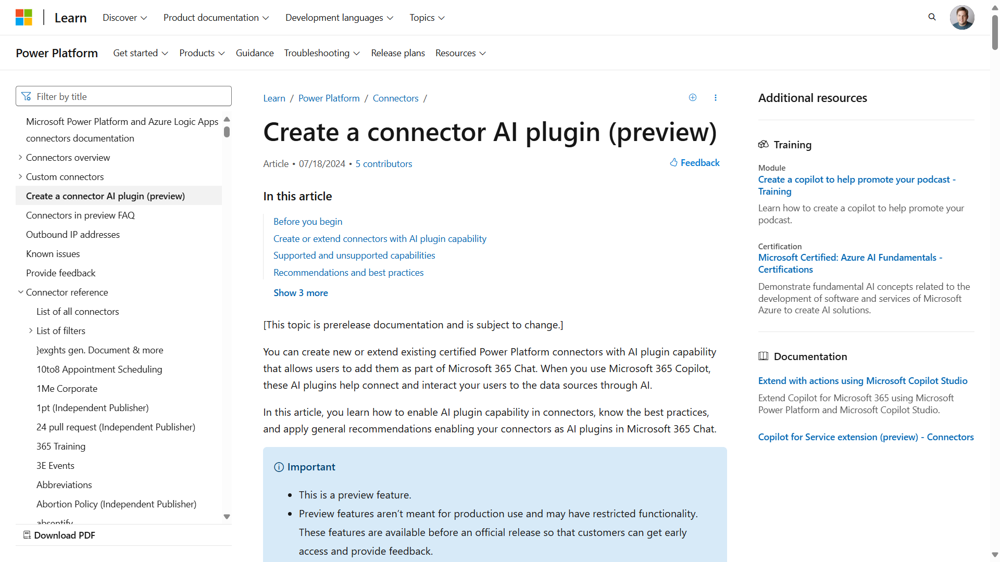 Learn
Discover
Product documentation
Development languages
Topics
Power Platform
Get started
Products
Guidance
Troubleshooting
Release plans
Resources
Filter by title
Microsoft Power Platform and Azure Logic Apps
connectors documentation
Connectors overview
Custom connectors
Create a connector AI plugin (preview)
Connectors in preview FAQ
Outbound IP addresses
Known issues
Provide feedback
Connector reference
List of all connectors
List of filters
}exghts gen. Document & more
10to8 Appointment Scheduling
1Me Corporate
1pt (Independent Publisher)
24 pull request (Independent Publisher)
365 Training
3E Events
Abbreviations
Abortion Policy (Independent Publisher)
absentify
Download PDF
Learn / Power Platform / Connectors /
Create a connector AI plugin (preview)
Article • 07/18/2024 • 5 contributors
Feedback
In this article
Before you begin
Create or extend connectors with AI plugin capability
Supported and unsupported capabilities
Recommendations and best practices
Show 3 more
[This topic is prerelease documentation and is subject to change.]
You can create new or extend existing certified Power Platform connectors with AI plugin capability
that allows users to add them as part of Microsoft 365 Chat. When you use Microsoft 365 Copilot,
these AI plugins help connect and interact your users to the data sources through AI.
In this article, you learn how to enable AI plugin capability in connectors, know the best practices,
and apply general recommendations enabling your connectors as AI plugins in Microsoft 365 Chat.
Important
• This is a preview feature.
• Preview features aren’t meant for production use and may have restricted functionality.
These features are available before an official release so that customers can get early
access and provide feedback.
Additional resources
Training
Module
Create a copilot to help promote your podcast -
Training
Learn how to create a copilot to help promote your
podcast.
Certification
Microsoft Certified: Azure AI Fundamentals -
Certifications
Demonstrate fundamental AI concepts related to the
development of software and services of Microsoft
Azure to create AI solutions.
Documentation
Extend with actions using Microsoft Copilot Studio
Extend Copilot for Microsoft 365 using Microsoft
Power Platform and Microsoft Copilot Studio.
Copilot for Service extension (preview) - Connectors